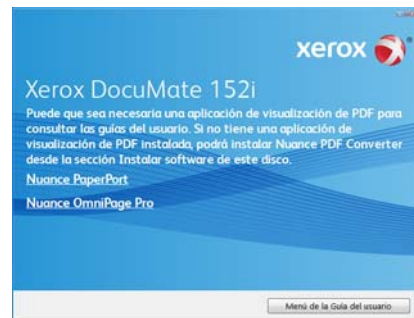 xerox
Xerox DocuMate 152i
Puede que sea necesaria una aplicación de visualización de PDF para
consultar las guías del usuario. Si no tiene una aplicación de
visualización de PDF instalada, podrá instalar Nuance PDF Converter
desde la sección Instalar software de este disco.
Nuance PaperPort
Nuance OmniPage Pro
Menú de la Guía del usuario